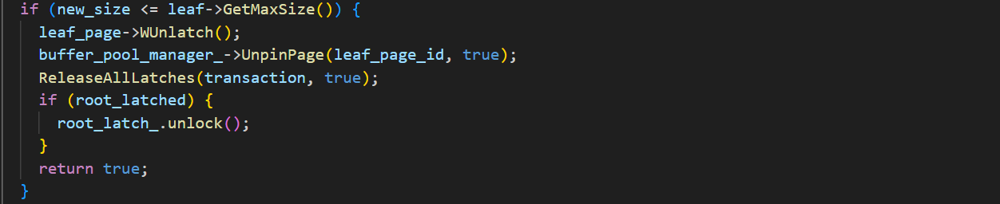 if (new_size <= leaf->GetMaxSize()) {
leaf_page->WUnlatch();
buffer_pool_manager_->UnpinPage(leaf_page_id, true);
ReleaseAllLatches(transaction, true);
if (root_latched) {
root_latch_.unlock();
}
return true;
}